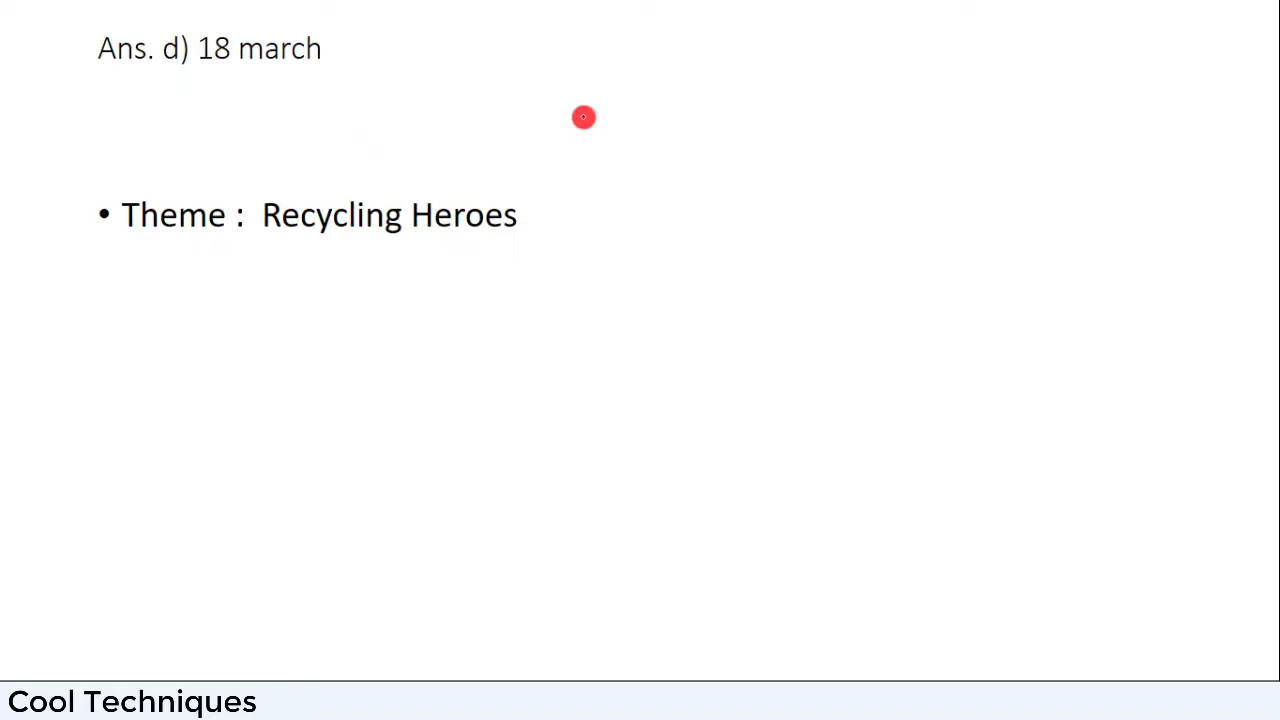 Ans. d) 18 march
• Theme : Recycling Heroes
Cool Techniques